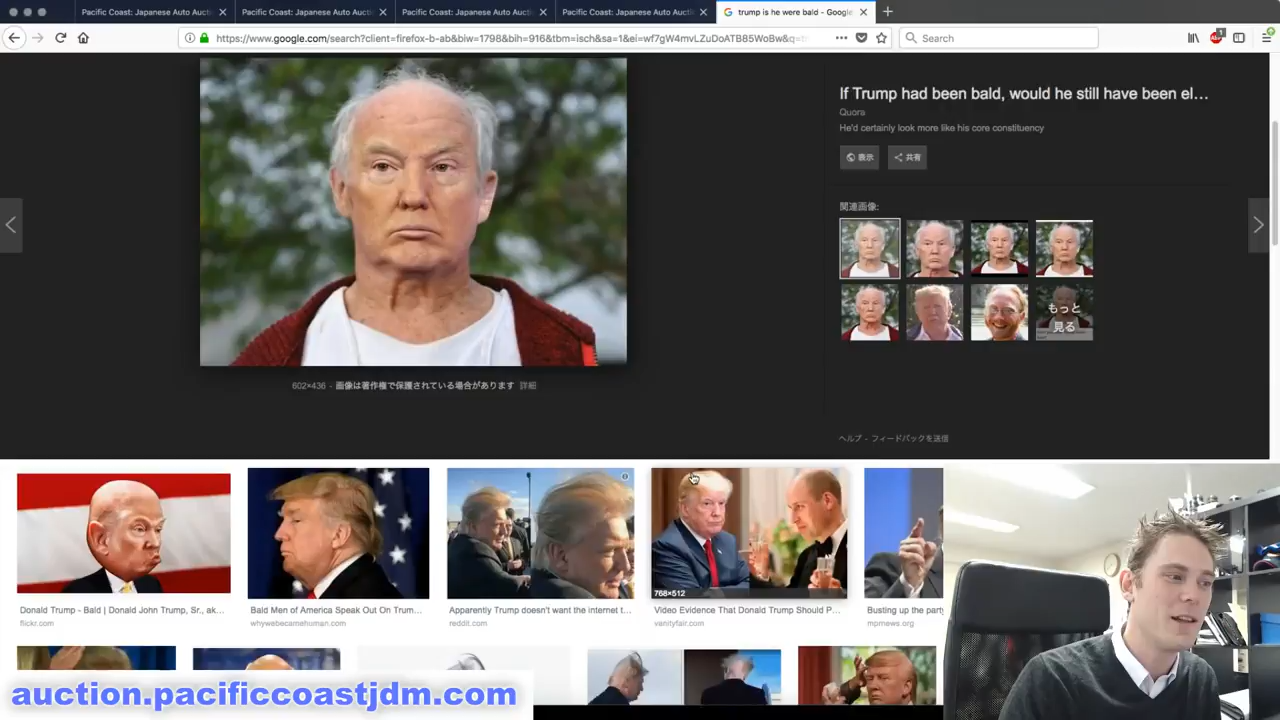 Pacific Coast: Japanese Auto Aucti
Pacific Coast: Japanese Auto Aucti
Pacific Coast: Japanese Auto Aucti
Pacific Coast: Japanese Auto Aucti
trump is he were bald - Google
https://www.google.com/search?client=firefox-b-ab&biw=1798&bih=916&tbm=isch&sa=1&ei=wf7gW4mvLZuDoATB85WoBw&q=
Search
If Trump had been bald, would he still have been el...
Quora
He'd certainly look more like his core constituency
表示
共有
関連画像:
もっと
見る
602×436 - 画像は著作権で保護されている場合があります 詳細
ヘルプ - フィードバックを送信
768×512
Donald Trump - Bald | Donald John Trump, Sr., ak...
flickr.com
Bald Men of America Speak Out On Trum...
whywebecamehuman.com
Apparently Trump doesn't want the internet t...
reddit.com
Video Evidence That Donald Trump Should P...
vanityfair.com
Busting up the party
mprnews.org
auction.pacificcoastjdm.com